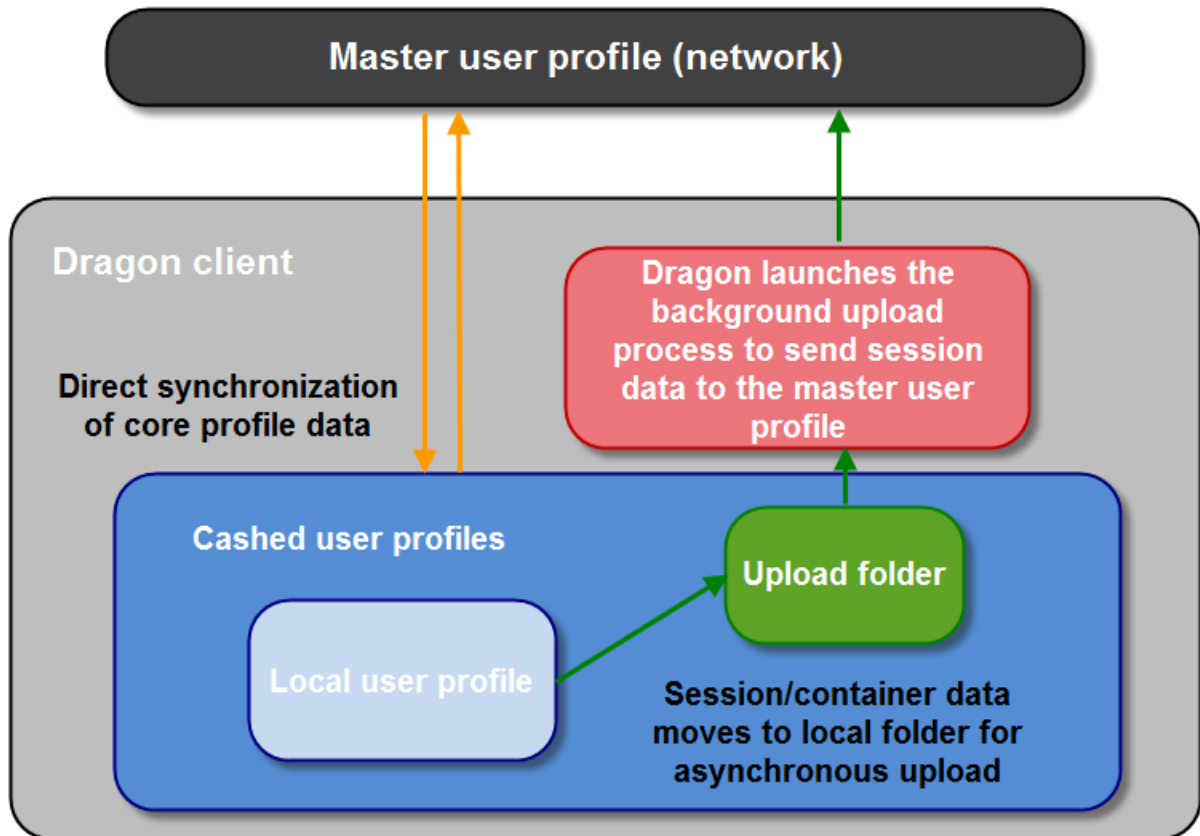 Master user profile (network)
Dragon client
Dragon launches the
background upload
process to send session
data to the master user
profile
Direct synchronization
of core profile data
Cashed user profiles
Upload folder
Local user profile
Session/container data
moves to local folder for
asynchronous upload